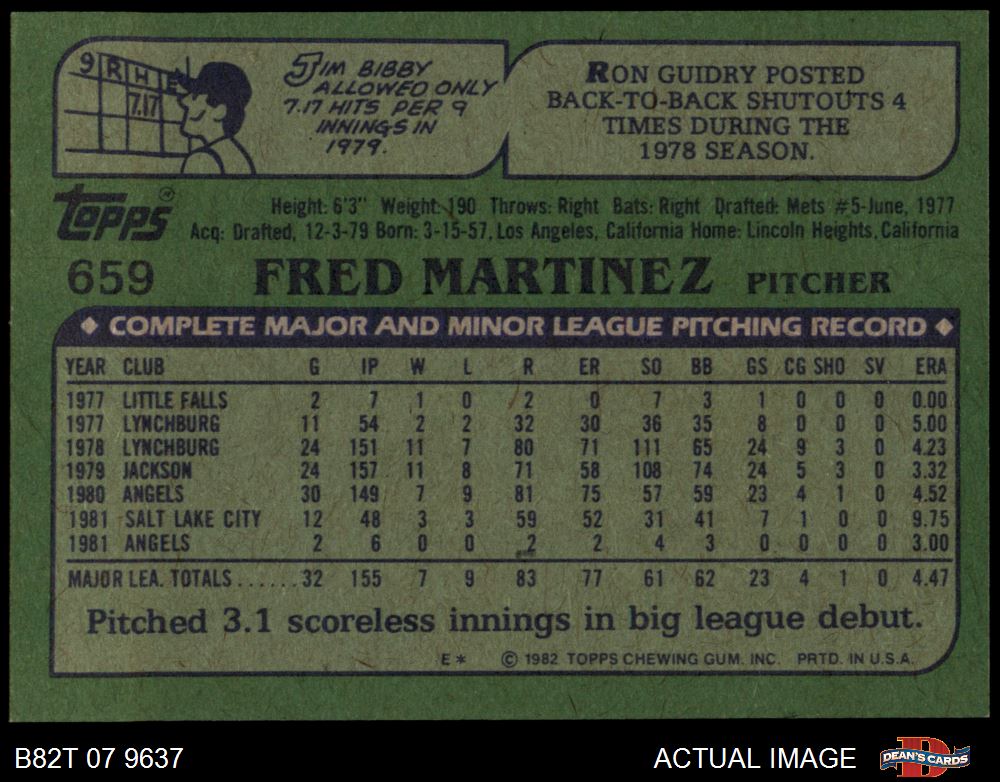 9 R H E
7.17
JIM BIBBY
ALLOWED ONLY
7.17 HITS PER 9
INNINGS IN
1979.
RON GUIDRY POSTED
BACK-TO-BACK SHUTOUTS 4
TIMES DURING THE
1978 SEASON.
TOPPS ®
Height: 6'3" Weight: 190 Throws: Right Bats: Right Drafted: Mets #5-June, 1977
Acq: Drafted, 12-3-79 Born: 3-15-57, Los Angeles, California Home: Lincoln Heights, California
659 FRED MARTINEZ PITCHER
COMPLETE MAJOR AND MINOR LEAGUE PITCHING RECORD
YEAR CLUB G IP W L R ER SO BB GS CG SHO SV ERA
1977 LITTLE FALLS 2 7 1 0 2 0 7 3 1 0 0 0 0.00
1977 LYNCHBURG 11 54 2 2 32 30 36 35 8 0 0 0 5.00
1978 LYNCHBURG 24 151 11 7 80 71 111 65 24 9 3 0 4.23
1979 JACKSON 24 157 11 8 71 58 108 74 24 5 3 0 3.32
1980 ANGELS 30 149 7 9 81 75 57 59 23 4 1 0 4.52
1981 SALT LAKE CITY 12 48 3 3 59 52 31 41 7 1 0 0 9.75
1981 ANGELS 2 6 0 0 2 2 4 3 0 0 0 0 3.00
MAJOR LEA. TOTALS......32 155 7 9 83 77 61 62 23 4 1 0 4.47
Pitched 3.1 scoreless innings in big league debut.
E* © 1982 TOPPS CHEWING GUM. INC. PRTD. IN U.S.A.
B82T 07 9637 ACTUAL IMAGE DEAN'S CARDS